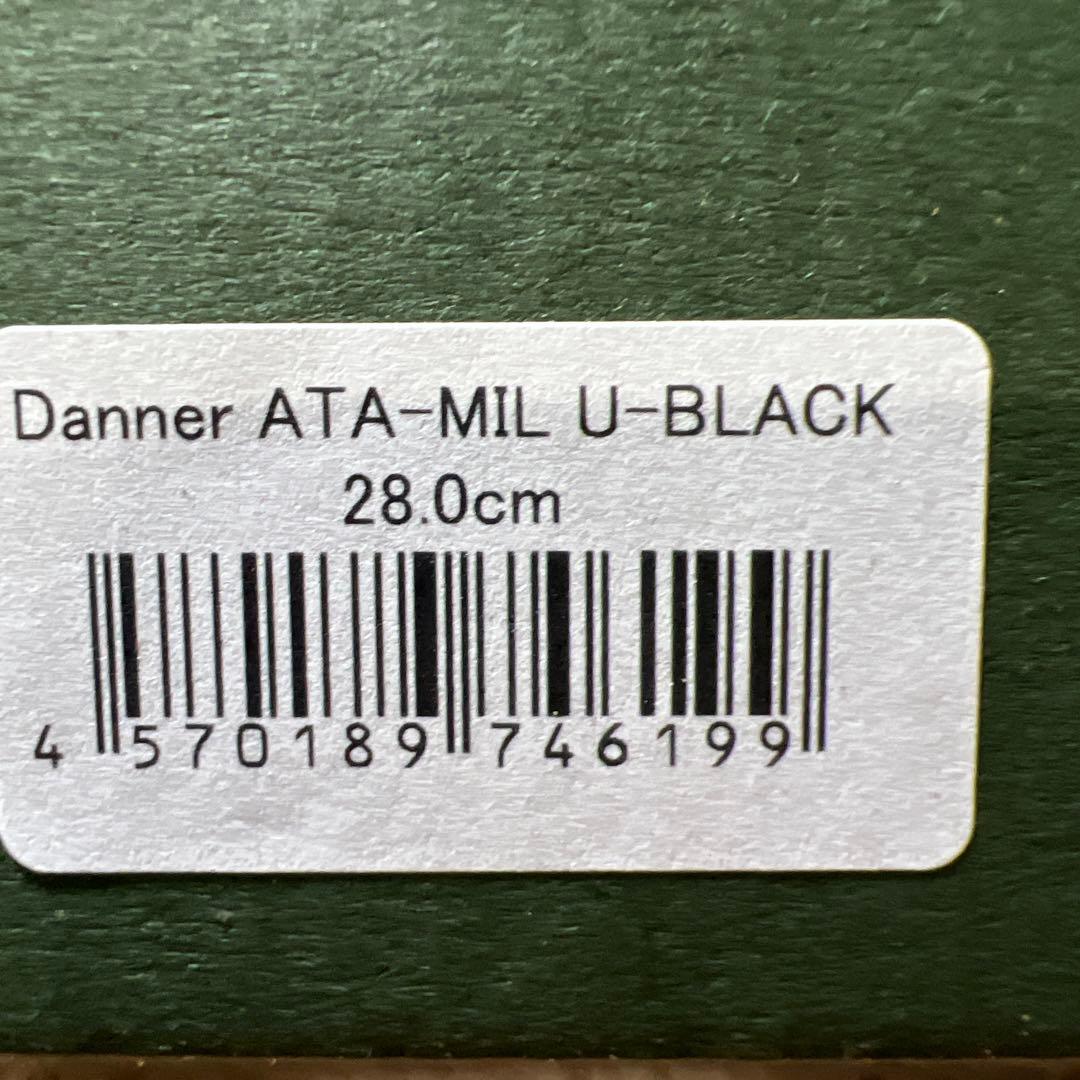 Danner ATA-MIL U-BLACK
28.0cm
4 570189 746199